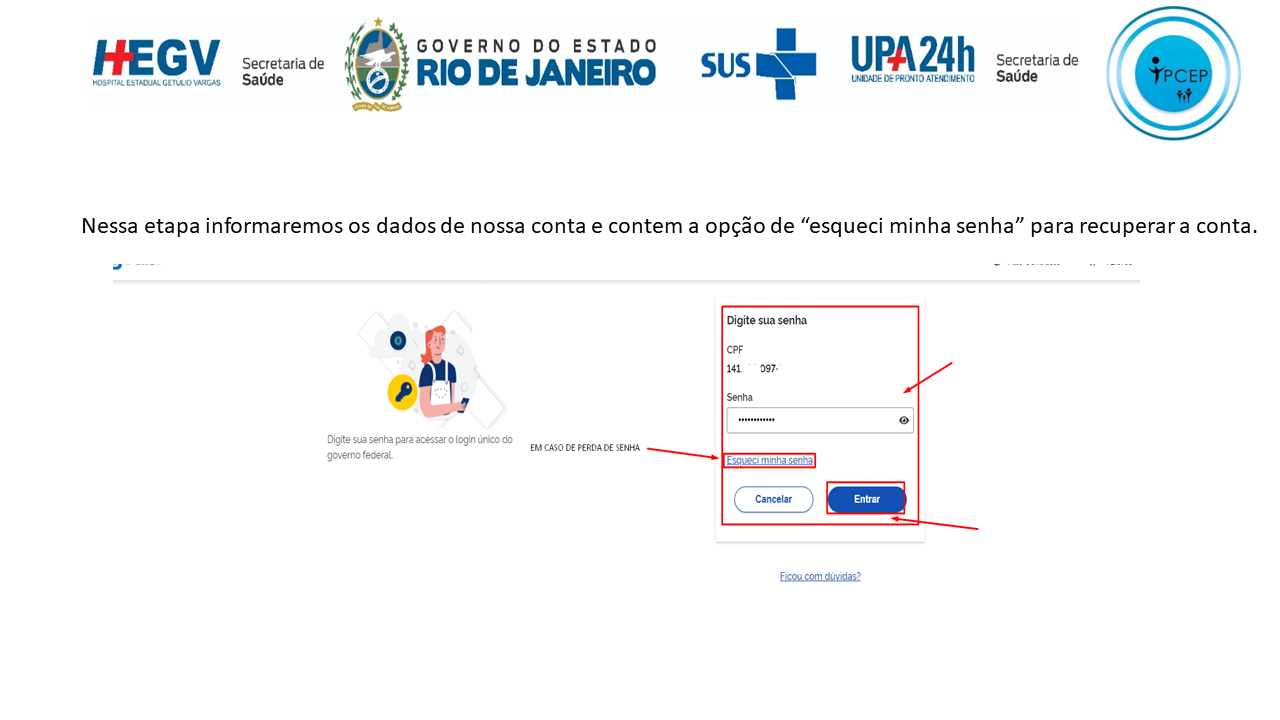 HEGV
HOSPITAL ESTADUAL GETULIO VARGAS
Secretaria de
Saúde
GOVERNO DO ESTADO
RIO DE JANEIRO
SUS
UPA 24h
UNIDADE DE PRONTO ATENDIMENTO
Secretaria de
Saúde
PCEP
Nessa etapa informaremos os dados de nossa conta e contem a opção de “esqueci minha senha” para recuperar a conta.
Digite sua senha para acessar o login único do
governo federal.
EM CASO DE PERDA DE SENHA
Digite sua senha
CPF
141 097-
Senha
Esqueci minha senha
Cancelar
Entrar
Ficou com dúvidas?